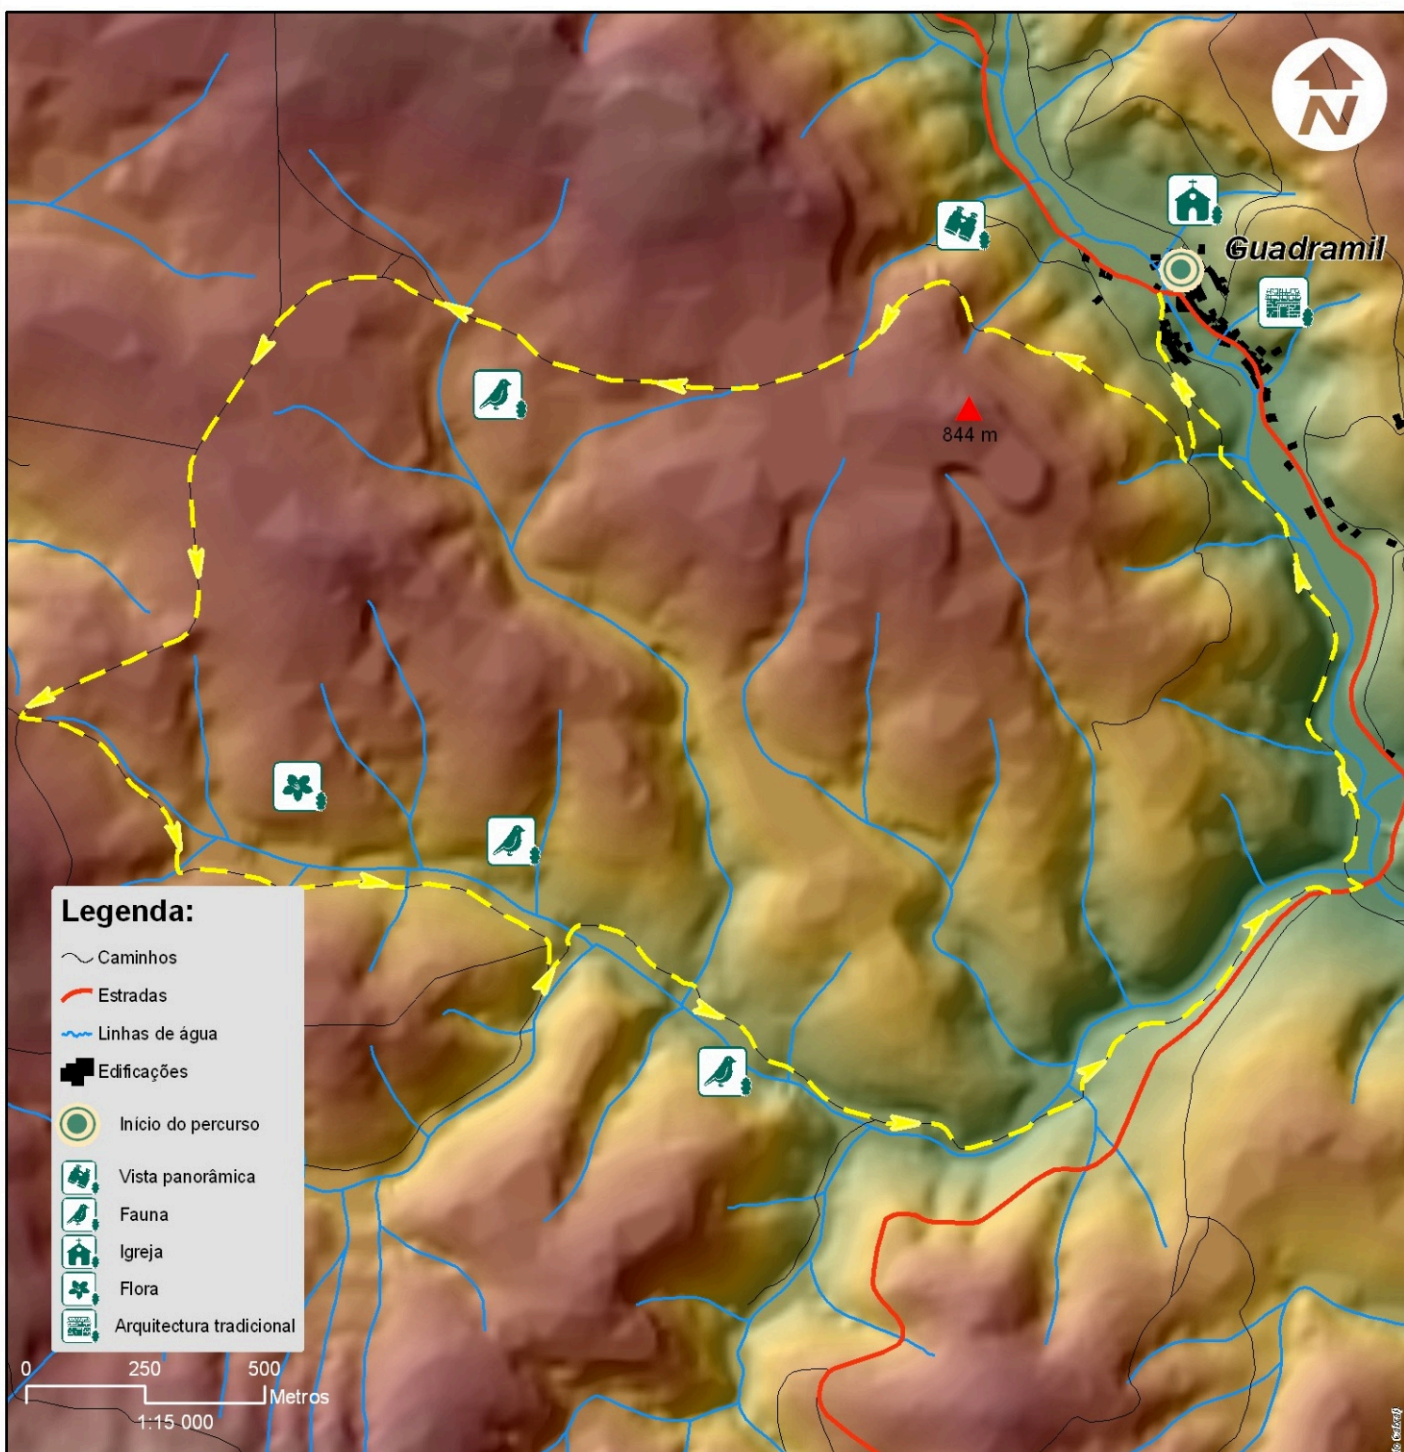 N
Guadramil
844 m
Legenda:
Caminhos
Estradas
Linhas de água
Edificações
Início do percurso
Vista panorâmica
Fauna
Igreja
Flora
Arquitectura tradicional
0 250 500
Metros
1:15 000